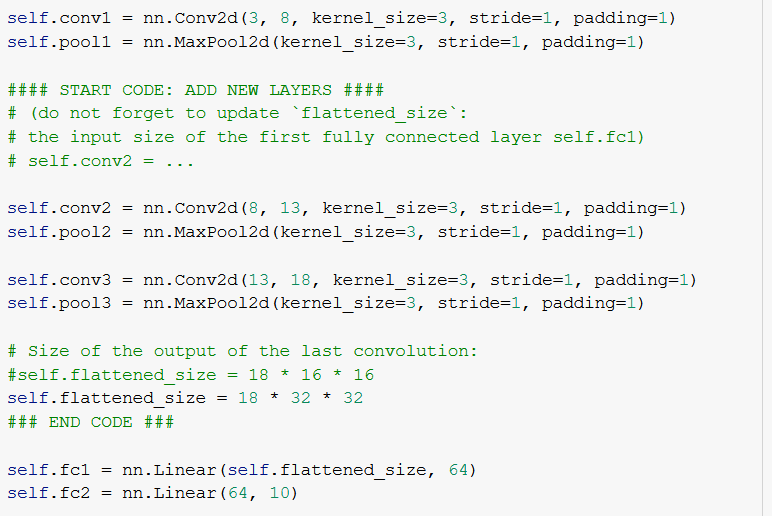 self.conv1 = nn.Conv2d(3, 8, kernel_size=3, stride=1, padding=1)
self.pool1 = nn.MaxPool2d(kernel_size=3, stride=1, padding=1)
#### START CODE: ADD NEW LAYERS ####
# (do not forget to update `flattened_size`:
# the input size of the first fully connected layer self.fc1)
# self.conv2 = ...
self.conv2 = nn.Conv2d(8, 13, kernel_size=3, stride=1, padding=1)
self.pool2 = nn.MaxPool2d(kernel_size=3, stride=1, padding=1)
self.conv3 = nn.Conv2d(13, 18, kernel_size=3, stride=1, padding=1)
self.pool3 = nn.MaxPool2d(kernel_size=3, stride=1, padding=1)
# Size of the output of the last convolution:
#self.flattened_size = 18 * 16 * 16
self.flattened_size = 18 * 32 * 32
### END CODE ###
self.fc1 = nn.Linear(self.flattened_size, 64)
self.fc2 = nn.Linear(64, 10)